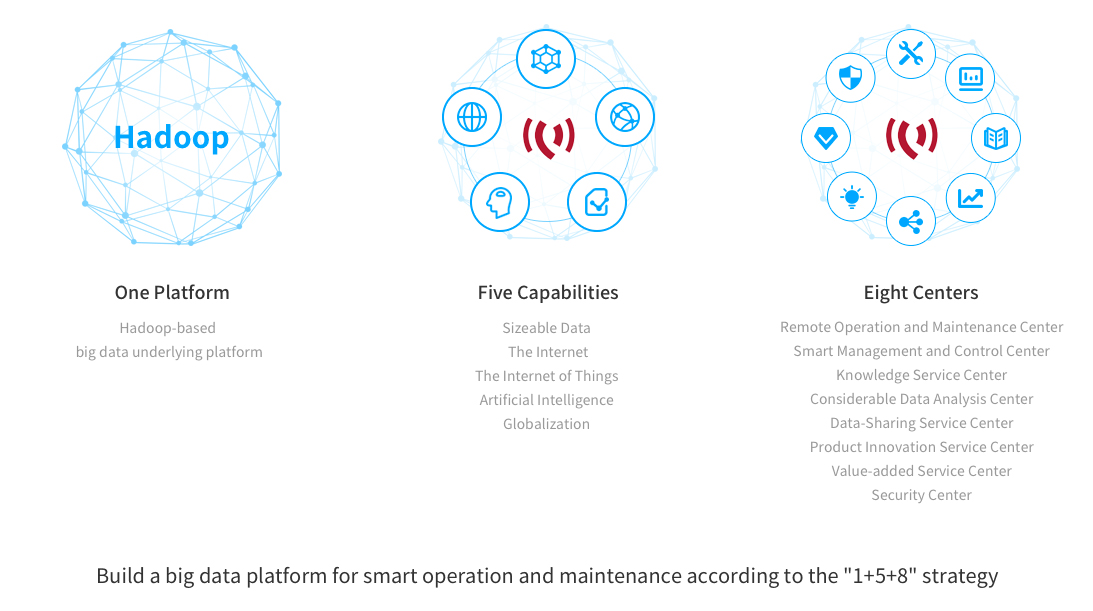 Hadoop
One Platform
Hadoop-based
big data underlying platform
Five Capabilities
Sizeable Data
The Internet
The Internet of Things
Artificial Intelligence
Globalization
Eight Centers
Remote Operation and Maintenance Center
Smart Management and Control Center
Knowledge Service Center
Considerable Data Analysis Center
Data-Sharing Service Center
Product Innovation Service Center
Value-added Service Center
Security Center
Build a big data platform for smart operation and maintenance according to the "1+5+8" strategy